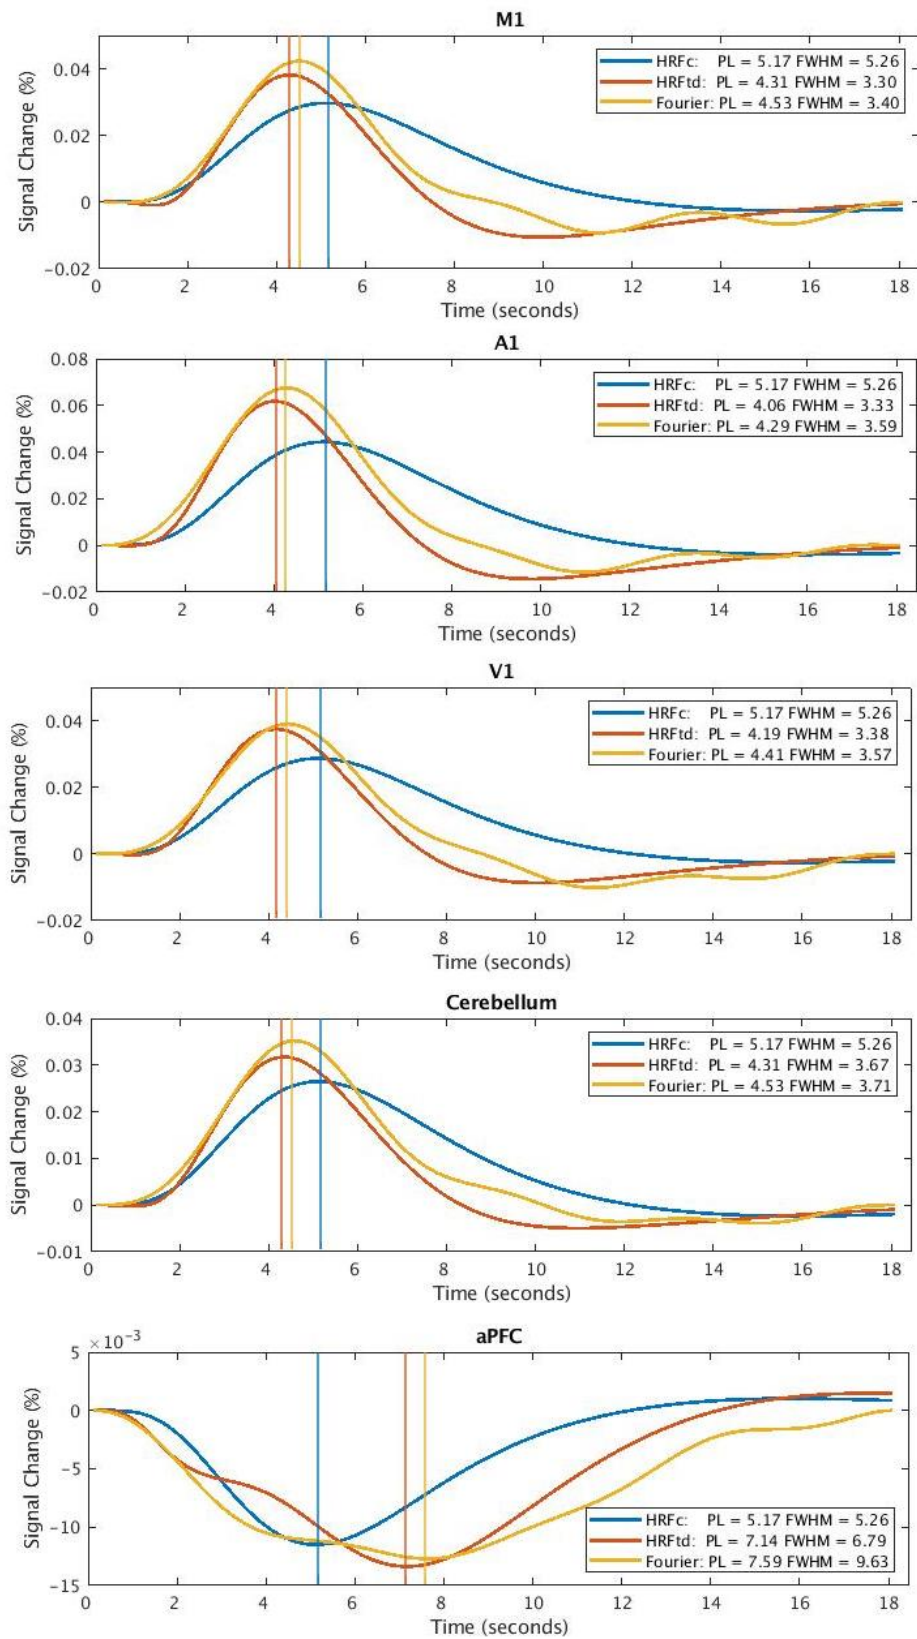 M1
HRFc: PL = 5.17 FWHM = 5.26
HRFtd: PL = 4.31 FWHM = 3.30
Fourier: PL = 4.53 FWHM = 3.40
Signal Change (%)
0.04
0.02
0
−0.02
0 2 4 6 8 10 12 14 16 18
Time (seconds)
A1
HRFc: PL = 5.17 FWHM = 5.26
HRFtd: PL = 4.06 FWHM = 3.33
Fourier: PL = 4.29 FWHM = 3.59
Signal Change (%)
0.08
0.06
0.04
0.02
0
−0.02
0 2 4 6 8 10 12 14 16 18
Time (seconds)
V1
HRFc: PL = 5.17 FWHM = 5.26
HRFtd: PL = 4.19 FWHM = 3.38
Fourier: PL = 4.41 FWHM = 3.57
Signal Change (%)
0.04
0.02
0
−0.02
0 2 4 6 8 10 12 14 16 18
Time (seconds)
Cerebellum
HRFc: PL = 5.17 FWHM = 5.26
HRFtd: PL = 4.31 FWHM = 3.67
Fourier: PL = 4.53 FWHM = 3.71
Signal Change (%)
0.04
0.03
0.02
0.01
0
−0.01
0 2 4 6 8 10 12 14 16 18
Time (seconds)
aPFC
×10⁻³
Signal Change (%)
5
0
−5
−10
−15
HRFc: PL = 5.17 FWHM = 5.26
HRFtd: PL = 7.14 FWHM = 6.79
Fourier: PL = 7.59 FWHM = 9.63
0 2 4 6 8 10 12 14 16 18
Time (seconds)